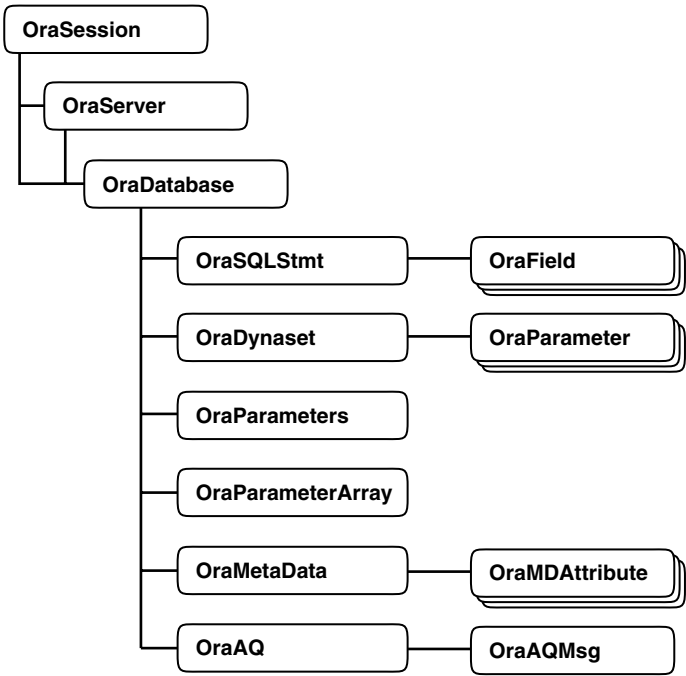 OraSession
OraServer
OraDatabase
OraSQLStmt
OraField
OraDynaset
OraParameter
OraParameters
OraParameterArray
OraMetaData
OraMDAttribute
OraAQ
OraAQMsg